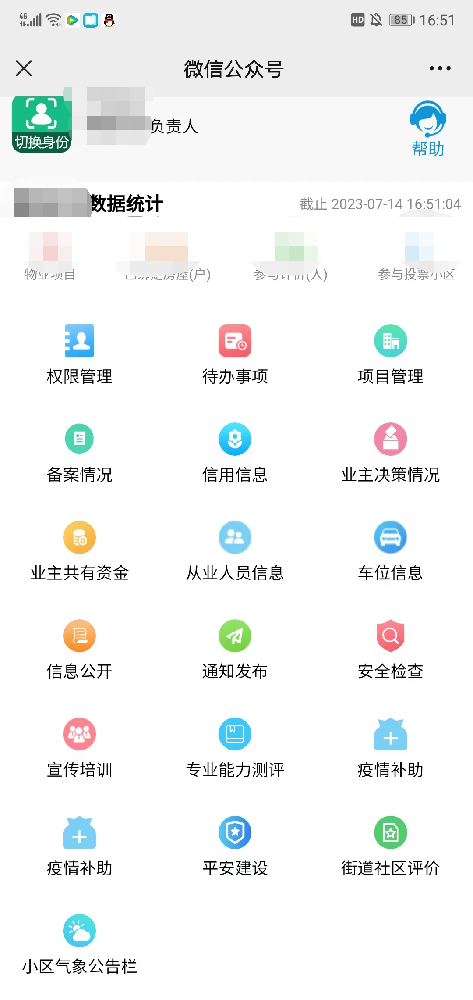 4G HD 85 16:51
微信公众号
切换身份
负责人
帮助
数据统计 截止 2023-07-14 16:51:04
物业项目 已绑定房屋(户) 参与评价(人) 参与投票小区
权限管理 待办事项 项目管理
备案情况 信用信息 业主决策情况
业主共有资金 从业人员信息 车位信息
信息公开 通知发布 安全检查
宣传培训 专业能力测评 疫情补助
疫情补助 平安建设 街道社区评价
小区气象公告栏